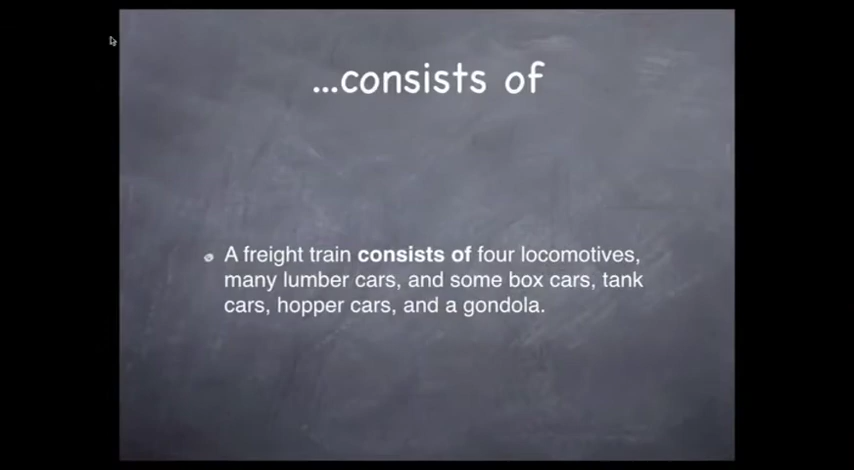 ...consists of
A freight train consists of four locomotives,
many lumber cars, and some box cars, tank
cars, hopper cars, and a gondola.